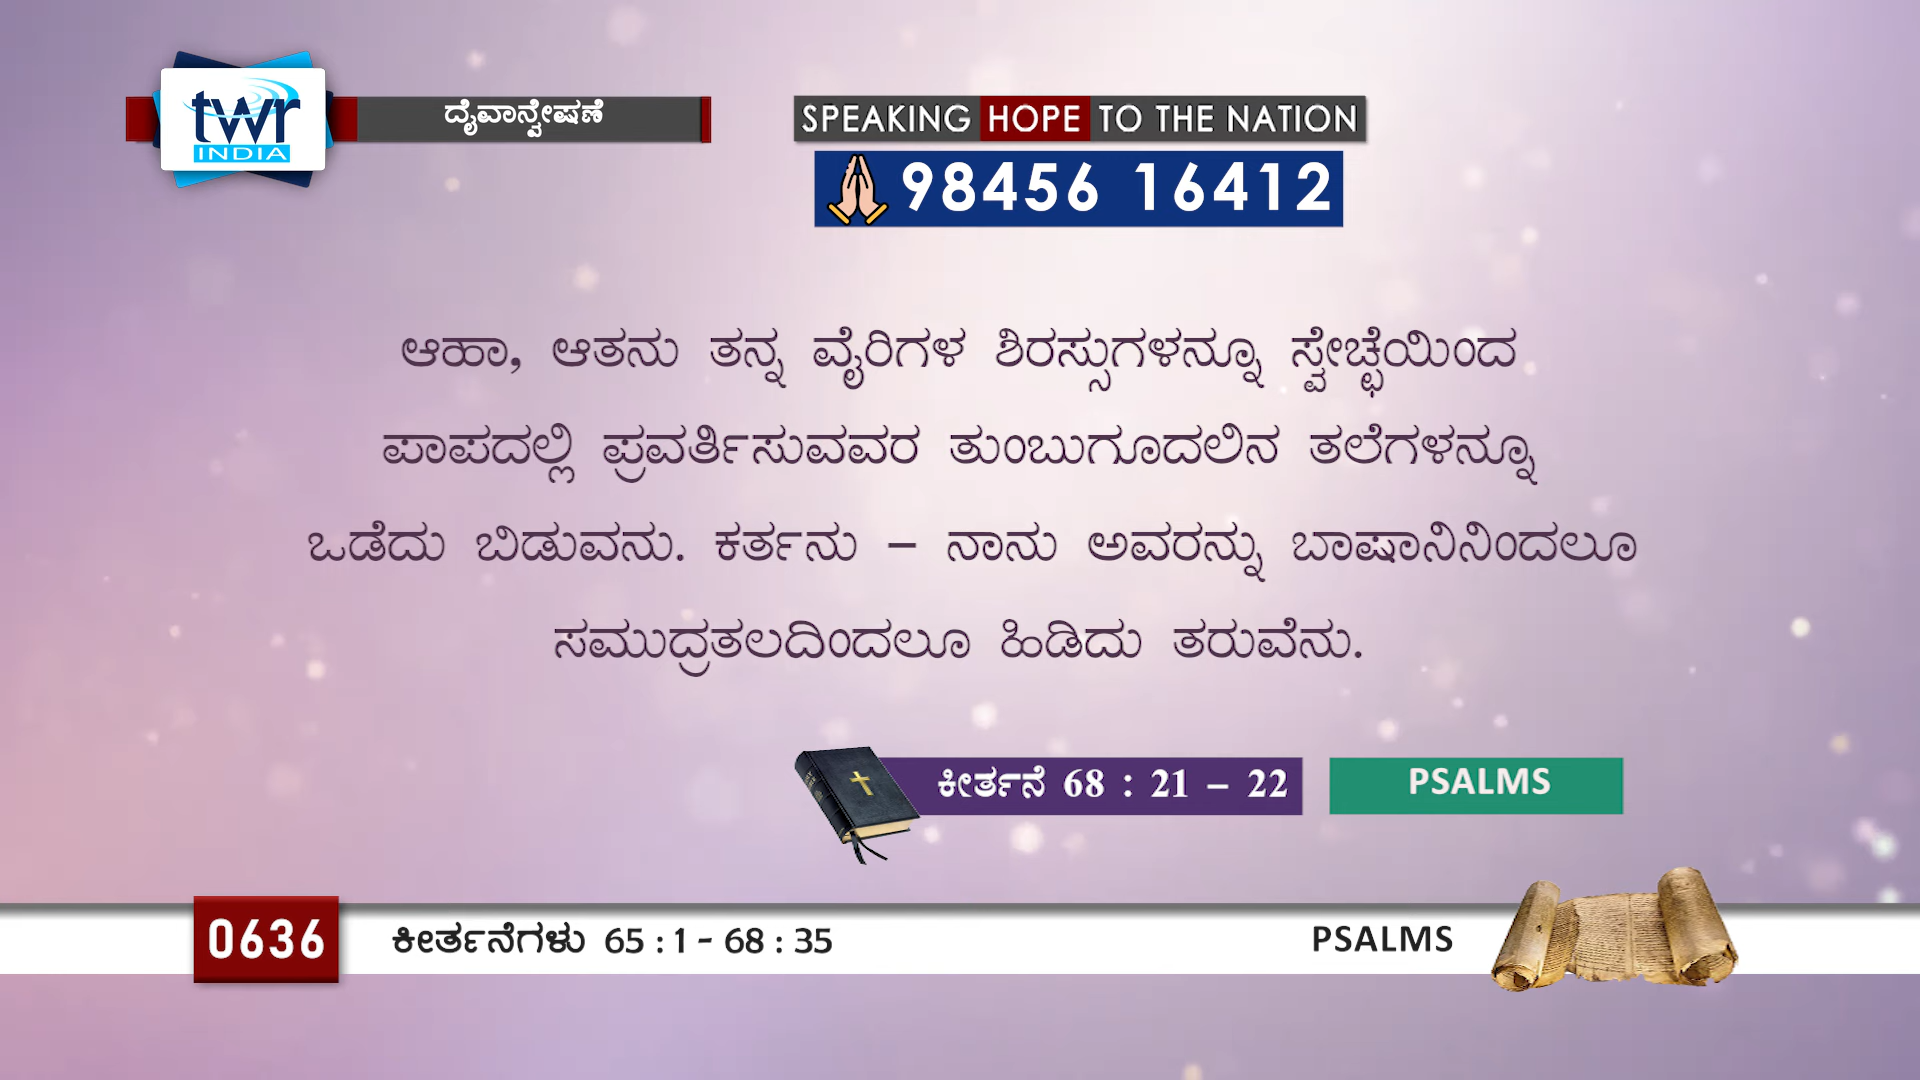 twr
INDIA
ದೈವಾನ್ವೇಷಣೆ
SPEAKING HOPE TO THE NATION
98456 16412
ಆಹಾ, ಆತನು ತನ್ನ ವೈರಿಗಳ ಶಿರಸ್ಸುಗಳನ್ನೂ ಸ್ವೇಚ್ಛೆಯಿಂದ
ಪಾಪದಲ್ಲಿ ಪ್ರವರ್ತಿಸುವವರ ತುಂಬುಗೂದಲಿನ ತಲೆಗಳನ್ನೂ
ಒಡೆದು ಬಿಡುವನು. ಕರ್ತನು – ನಾನು ಅವರನ್ನು ಬಾಷಾನಿನಿಂದಲೂ
ಸಮುದ್ರತಲದಿಂದಲೂ ಹಿಡಿದು ತರುವೆನು.
ಕೀರ್ತನೆ 68 : 21 – 22
PSALMS
0636
ಕೀರ್ತನೆಗಳು 65 : 1 - 68 : 35
PSALMS